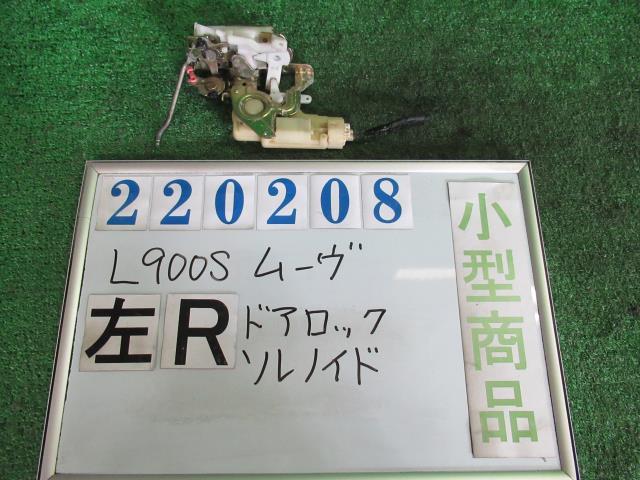 220208
L900S ムーヴ
左R ドアロック
ソレノイド
小型商品